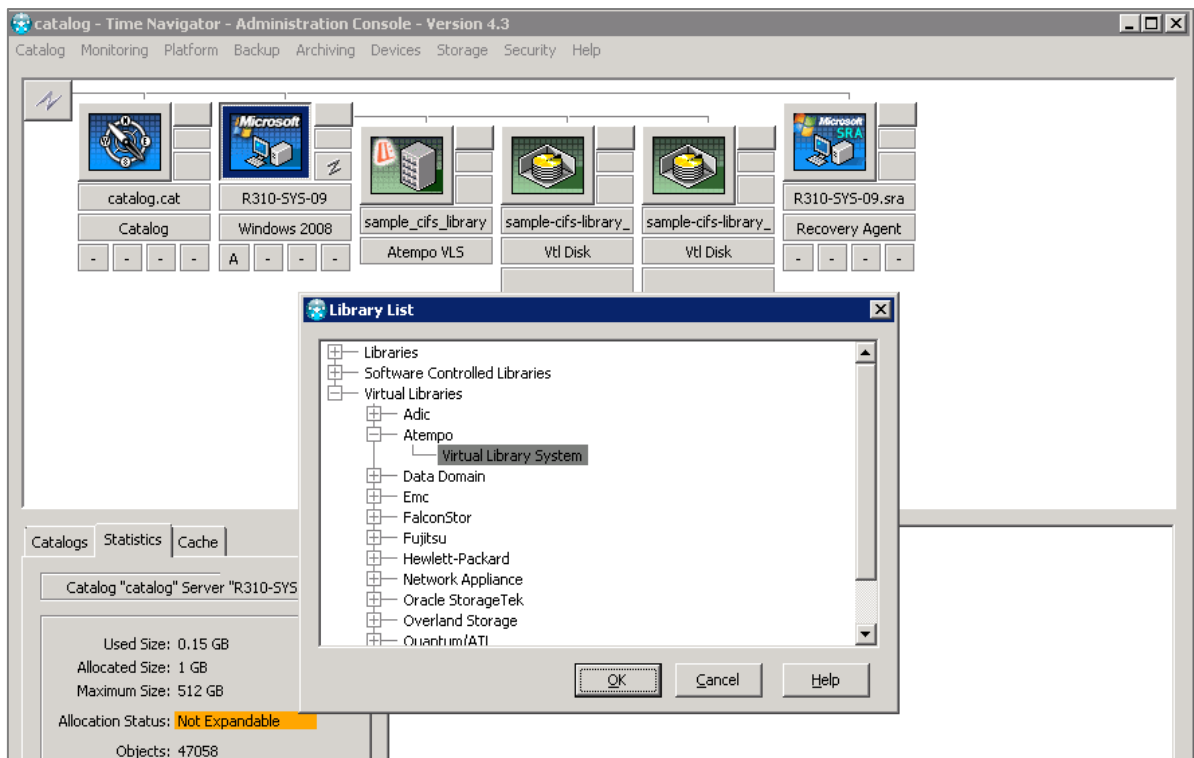 catalog - Time Navigator - Administration Console - Version 4.3
Catalog Monitoring Platform Backup Archiving Devices Storage Security Help
Microsoft
Microsoft
SRA
catalog.cat
R310-SYS-09
sample_cifs_library
sample-cifs-library_
sample-cifs-library_
R310-SYS-09.sra
Catalog
Windows 2008
Atempo VLS
Vtl Disk
Vtl Disk
Recovery Agent
- - - - A - - - - - - -
Library List
Libraries
Software Controlled Libraries
Virtual Libraries
Adic
Atempo
Virtual Library System
Data Domain
Emc
FalconStor
Fujitsu
Hewlett-Packard
Network Appliance
Oracle StorageTek
Overland Storage
Quantum/ATL
OK Cancel Help
Catalogs Statistics Cache
Catalog "catalog" Server "R310-SYS
Used Size: 0.15 GB
Allocated Size: 1 GB
Maximum Size: 512 GB
Allocation Status: Not Expandable
Objects: 47058